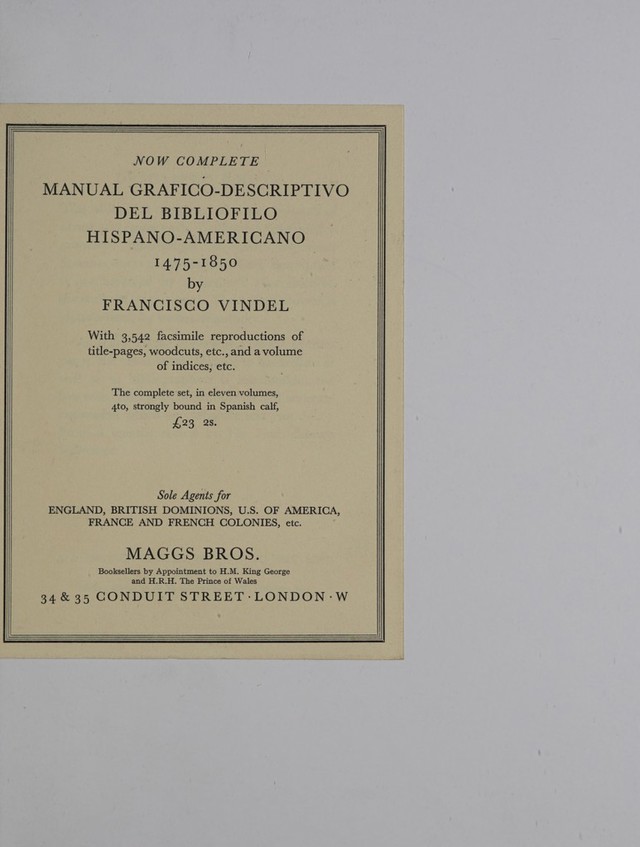 NOW COMPLETE
MANUAL GRAFICO-DESCRIPTIVO
DEL BIBLIOFILO
HISPANO-AMERICANO
1475-1850
by
FRANCISCO VINDEL
With 3,542 facsimile reproductions of
title-pages, woodcuts, etc., and a volume
of indices, etc.
The complete set, in eleven volumes,
4to, strongly bound in Spanish calf,
£23 2s.
Sole Agents for
ENGLAND, BRITISH DOMINIONS, U.S. OF AMERICA,
FRANCE AND FRENCH COLONIES, etc.
MAGGS BROS.
Booksellers by Appointment to H.M. King George
and H.R.H. The Prince of Wales
34 & 35 CONDUIT STREET · LONDON · W